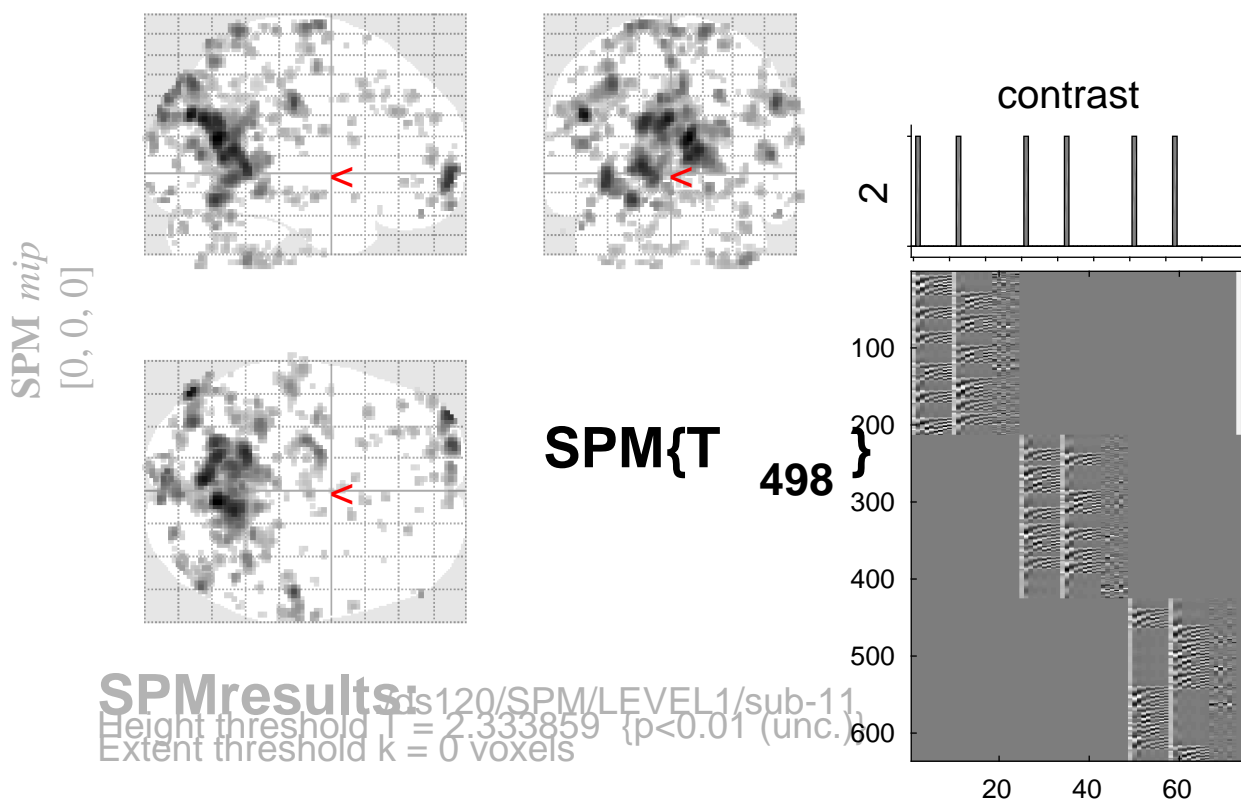 contrast
2
SPM mip
[0, 0, 0]
<
<
<
SPM{T498}
100
200
300
400
500
600
20 40 60
SPMresults: /ds120/SPM/LEVEL1/sub-11
Height threshold T = 2.333859 {p<0.01 (unc.)}
Extent threshold k = 0 voxels